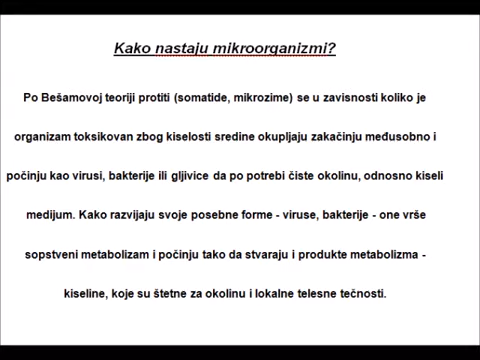 Kako nastaju mikroorganizmi?
Po Bešamovoj teoriji protiti (somatide, mikrozime) se u zavisnosti koliko je
organizam toksikovan zbog kiselosti sredine okupljaju zakačinju međusobno i
počinju kao virusi, bakterije ili gljivice da po potrebi čiste okolinu, odnosno kiseli
medijum. Kako razvijaju svoje posebne forme - viruse, bakterije - one vrše
sopstveni metabolizam i počinju tako da stvaraju i produkte metabolizma -
kiseline, koje su štetne za okolinu i lokalne telesne tečnosti.